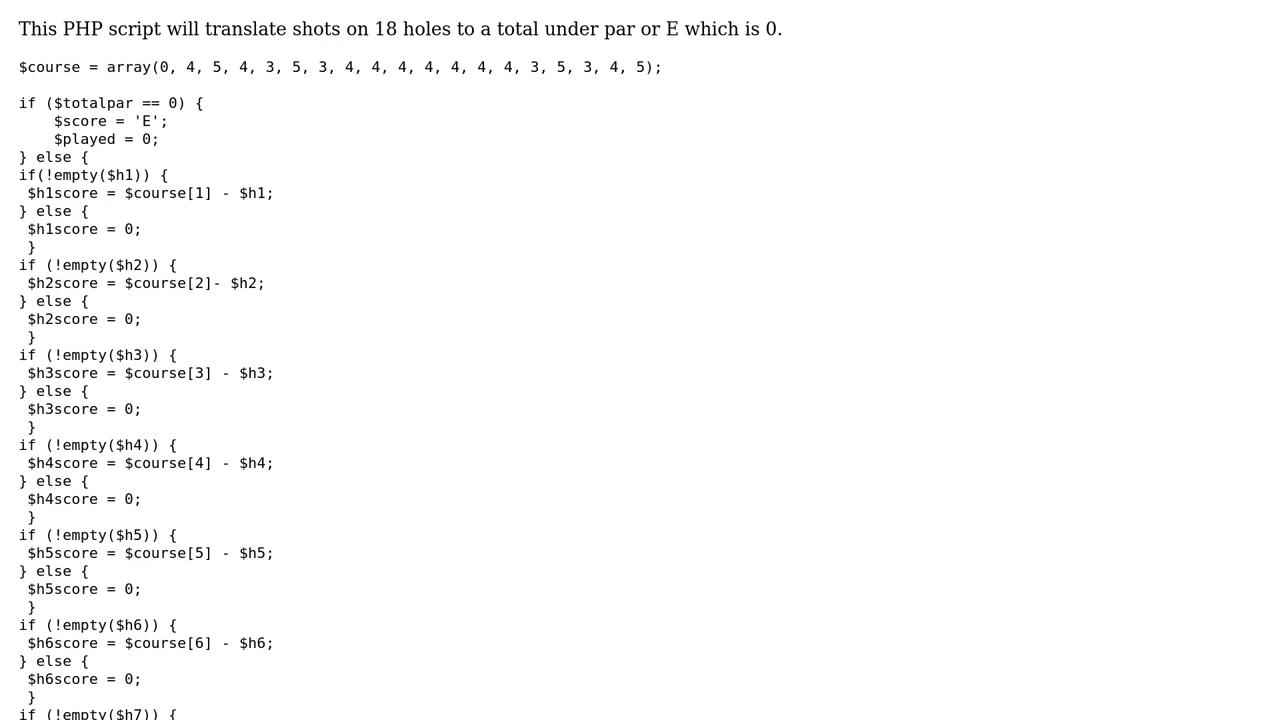 This PHP script will translate shots on 18 holes to a total under par or E which is 0.
$course = array(0, 4, 5, 4, 3, 5, 3, 4, 4, 4, 4, 4, 4, 4, 3, 5, 3, 4, 5);
if ($totalpar == 0) {
    $score = 'E';
    $played = 0;
} else {
if(!empty($h1)) {
 $h1score = $course[1] - $h1;
} else {
 $h1score = 0;
 }
if (!empty($h2)) {
 $h2score = $course[2]- $h2;
} else {
 $h2score = 0;
 }
if (!empty($h3)) {
 $h3score = $course[3] - $h3;
} else {
 $h3score = 0;
 }
if (!empty($h4)) {
 $h4score = $course[4] - $h4;
} else {
 $h4score = 0;
 }
if (!empty($h5)) {
 $h5score = $course[5] - $h5;
} else {
 $h5score = 0;
 }
if (!empty($h6)) {
 $h6score = $course[6] - $h6;
} else {
 $h6score = 0;
 }
if (!empty($h7)) {